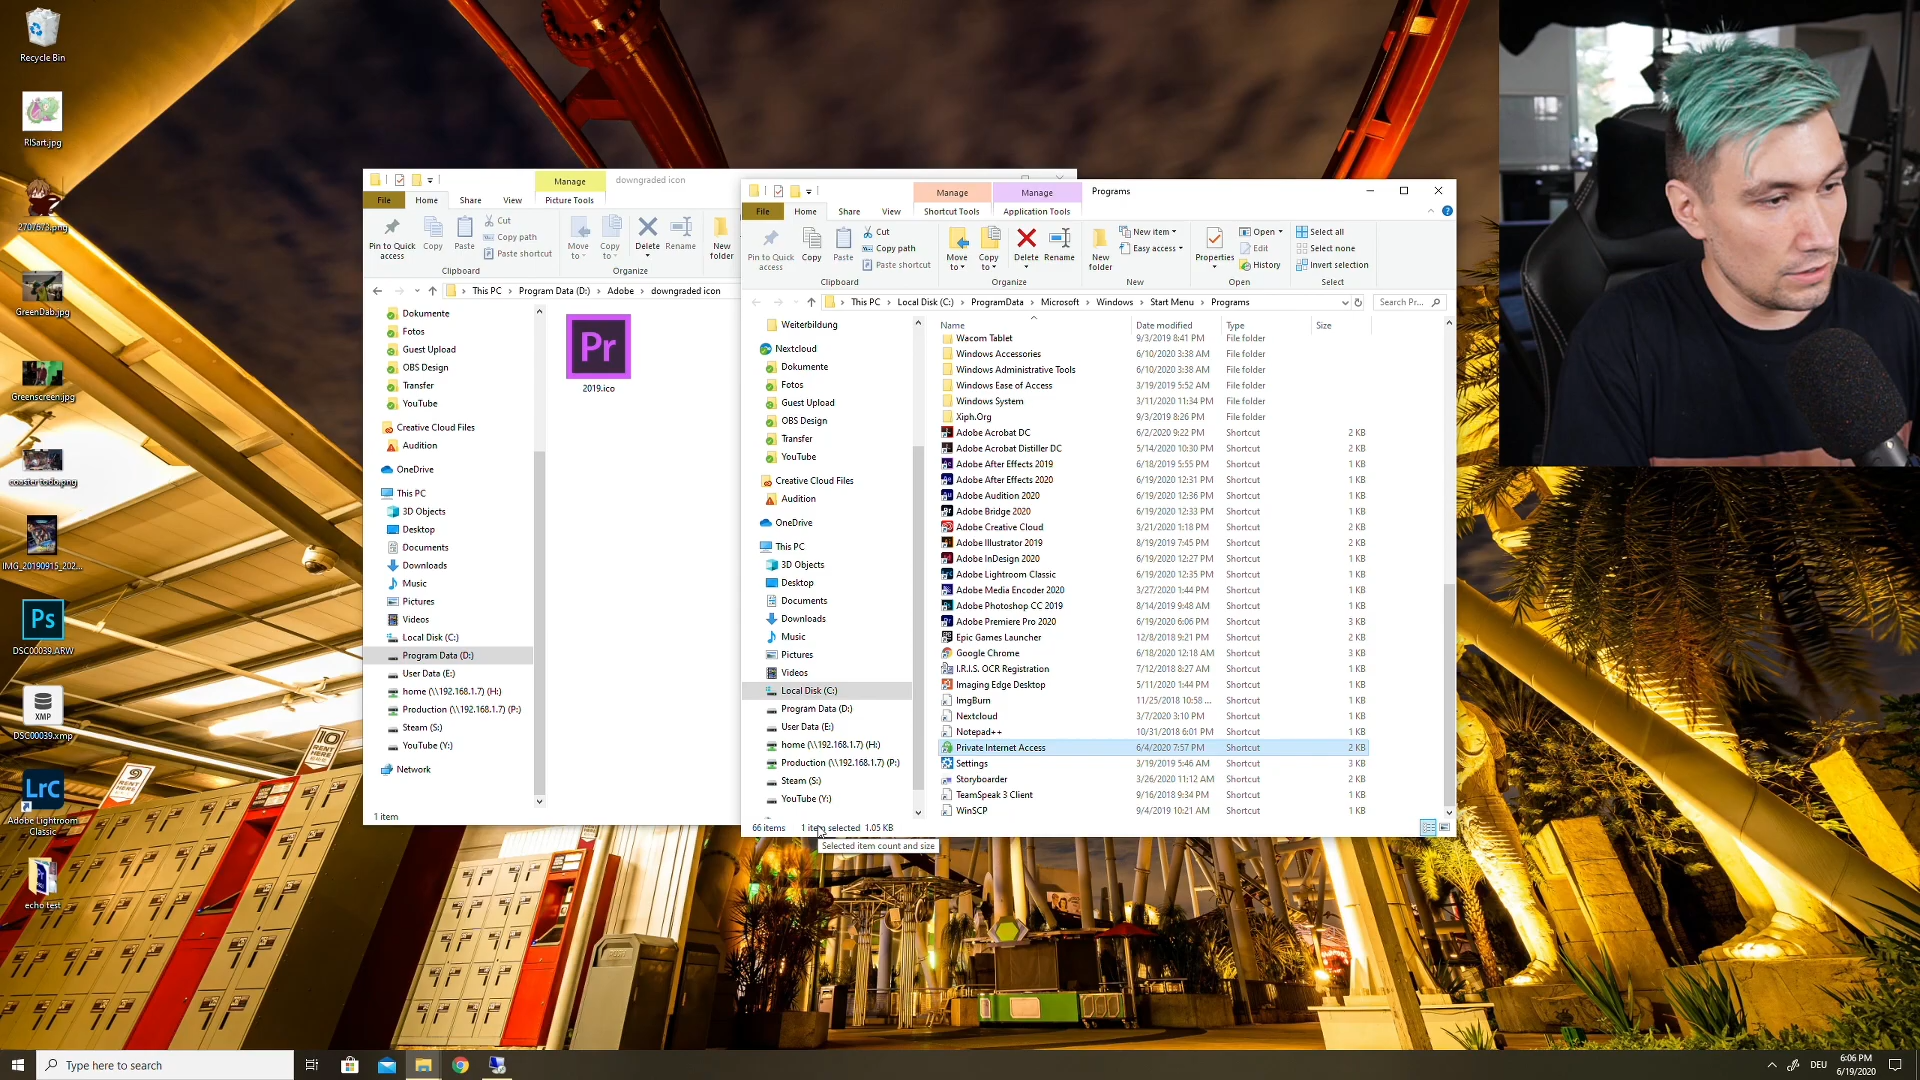 Recycle Bin
RISart.jpg
2707673.png
GreenDab.jpg
Greenscreen.jpg
coaster todo.png
IMG_20190915_202...
Ps
DSC00039.ARW
XMP
DSC00039.xmp
LrC
Adobe Lightroom
Classic
echo test
Manage
downgraded icon
File
Home
Share
View
Picture Tools
Pin to Quick
access
Copy
Paste
Cut
Copy path
Paste shortcut
Clipboard
Move
to
Copy
to
Delete
Rename
Organize
New
folder
This PC > Program Data (D:) > Adobe > downgraded icon
Dokumente
Fotos
Guest Upload
OBS Design
Transfer
YouTube
Creative Cloud Files
Audition
OneDrive
This PC
3D Objects
Desktop
Documents
Downloads
Music
Pictures
Videos
Local Disk (C:)
Program Data (D:)
User Data (E:)
home (\\192.168.1.7) (H:)
Production (\\192.168.1.7) (P:)
Steam (S:)
YouTube (Y:)
Network
Pr
2019.ico
1 item
Manage
Manage
Programs
File
Home
Share
View
Shortcut Tools
Application Tools
Pin to Quick
access
Copy
Paste
Cut
Copy path
Paste shortcut
Clipboard
Move
to
Copy
to
Delete
Rename
Organize
New
folder
New item
Easy access
New
Properties
Open
Edit
History
Open
Select all
Select none
Invert selection
Select
This PC > Local Disk (C:) > ProgramData > Microsoft > Windows > Start Menu > Programs
Search Pr...
Weiterbildung
Nextcloud
Dokumente
Fotos
Guest Upload
OBS Design
Transfer
YouTube
Creative Cloud Files
Audition
OneDrive
This PC
3D Objects
Desktop
Documents
Downloads
Music
Pictures
Videos
Local Disk (C:)
Program Data (D:)
User Data (E:)
home (\\192.168.1.7) (H:)
Production (\\192.168.1.7) (P:)
Steam (S:)
YouTube (Y:)
Name Date modified Type Size
Wacom Tablet 9/3/2019 8:41 PM File folder
Windows Accessories 6/10/2020 3:38 AM File folder
Windows Administrative Tools 6/10/2020 3:38 AM File folder
Windows Ease of Access 3/19/2019 5:52 AM File folder
Windows System 3/11/2020 11:34 PM File folder
Xiph.Org 9/3/2019 8:26 PM File folder
Adobe Acrobat DC 6/2/2020 9:22 PM Shortcut 2 KB
Adobe Acrobat Distiller DC 5/14/2020 10:30 PM Shortcut 2 KB
Adobe After Effects 2019 6/18/2019 5:55 PM Shortcut 1 KB
Adobe After Effects 2020 6/19/2020 12:31 PM Shortcut 1 KB
Adobe Audition 2020 6/19/2020 12:36 PM Shortcut 1 KB
Adobe Bridge 2020 6/19/2020 12:33 PM Shortcut 1 KB
Adobe Creative Cloud 3/21/2020 1:18 PM Shortcut 2 KB
Adobe Illustrator 2019 8/19/2019 7:45 PM Shortcut 1 KB
Adobe InDesign 2020 6/19/2020 12:27 PM Shortcut 1 KB
Adobe Lightroom Classic 6/19/2020 12:35 PM Shortcut 1 KB
Adobe Media Encoder 2020 3/27/2020 1:44 PM Shortcut 1 KB
Adobe Photoshop CC 2019 8/14/2019 9:48 AM Shortcut 1 KB
Adobe Premiere Pro 2020 6/19/2020 6:06 PM Shortcut 3 KB
Epic Games Launcher 12/8/2018 9:21 PM Shortcut 2 KB
Google Chrome 6/18/2020 12:18 AM Shortcut 3 KB
I.R.I.S. OCR Registration 7/12/2018 8:27 AM Shortcut 1 KB
Imaging Edge Desktop 5/11/2020 1:44 PM Shortcut 1 KB
ImgBurn 11/25/2018 10:58 ... Shortcut 1 KB
Nextcloud 3/7/2020 3:10 PM Shortcut 1 KB
Notepad++ 10/31/2018 6:01 PM Shortcut 1 KB
Private Internet Access 6/4/2020 7:57 PM Shortcut 2 KB
Settings 3/19/2019 5:46 AM Shortcut 3 KB
Storyboarder 3/26/2020 11:12 AM Shortcut 2 KB
TeamSpeak 3 Client 9/16/2018 9:34 PM Shortcut 1 KB
WinSCP 9/4/2019 10:21 AM Shortcut 1 KB
66 items 1 item selected 1.05 KB
Selected item count and size
10
RENT HERE
9
RENT HERE
Type here to search
DEU
6:06 PM
6/19/2020